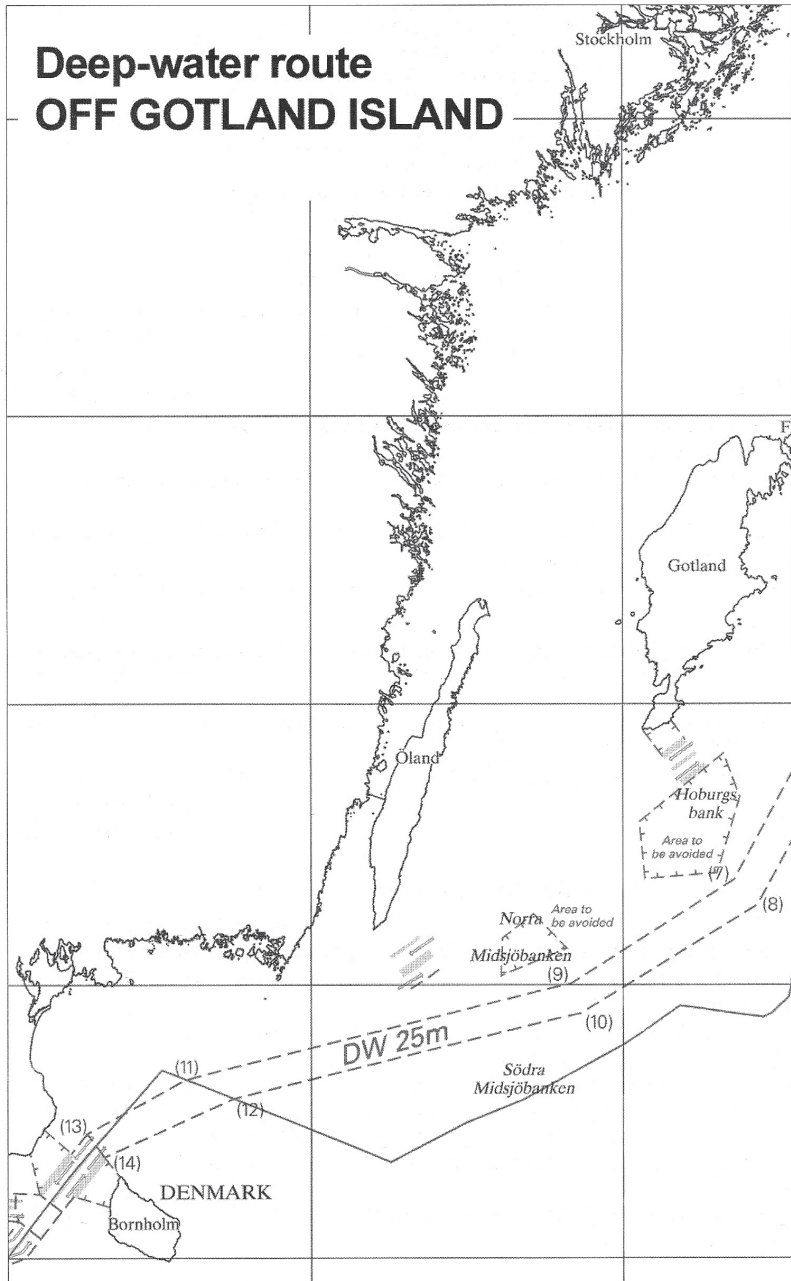 Deep-water route
OFF GOTLAND ISLAND
Stockholm
F
Gotland
Öland
Hoburgs
bank
Area to
be avoided
(7)
(8)
Norra
Area to
be avoided
Midsjöbanken
(9)
(10)
DW 25m
(11)
(12)
Södra
Midsjöbanken
(13)
(14)
DENMARK
Bornholm